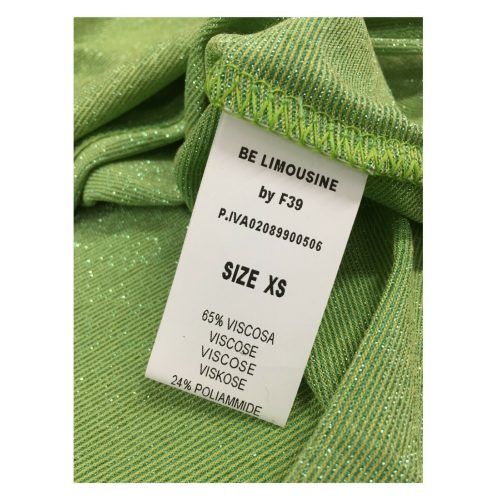 BE LIMOUSINE
by F39
P.IVA02089900506
SIZE XS
65% VISCOSA
VISCOSE
VISCOSE
VISKOSE
24% POLIAMMIDE